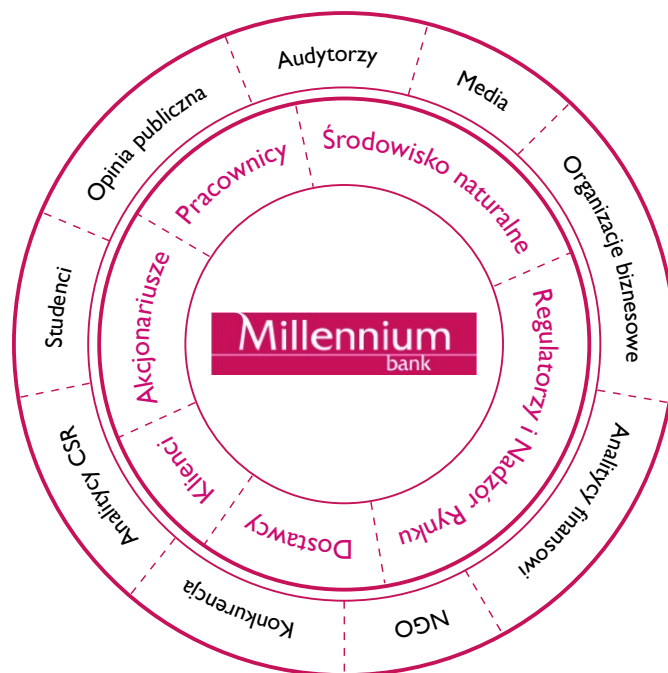 Audytorzy
Media
Organizacje biznesowe
Analitycy finansowi
NGO
Konkurencja
Analitycy CSR
Studenci
Opinia publiczna
Środowisko naturalne
Regulatorzy i Nadzór Rynku
Dostawcy
Klienci
Akcjonariusze
Pracownicy
Millennium
bank